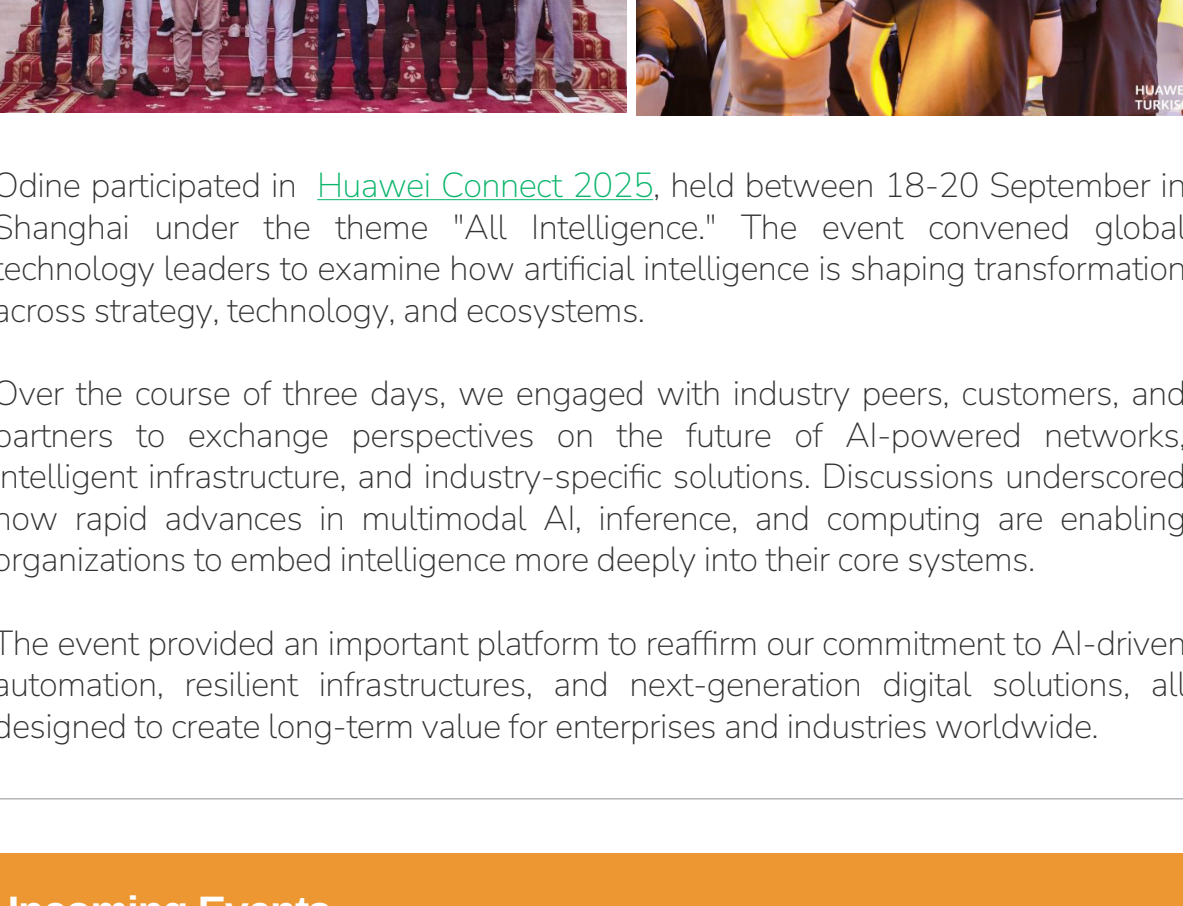 HUAWE
TURKIS
Odine participated in Huawei Connect 2025, held between 18-20 September in
Shanghai under the theme "All Intelligence." The event convened global
technology leaders to examine how artificial intelligence is shaping transformation
across strategy, technology, and ecosystems.
Over the course of three days, we engaged with industry peers, customers, and
partners to exchange perspectives on the future of AI-powered networks,
intelligent infrastructure, and industry-specific solutions. Discussions underscored
how rapid advances in multimodal AI, inference, and computing are enabling
organizations to embed intelligence more deeply into their core systems.
The event provided an important platform to reaffirm our commitment to AI-driven
automation, resilient infrastructures, and next-generation digital solutions, all
designed to create long-term value for enterprises and industries worldwide.
Upcoming Events